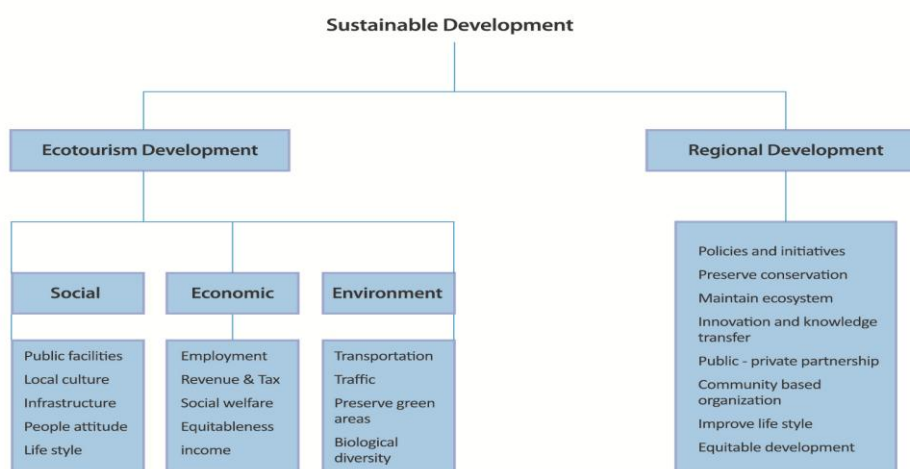 Sustainable Development
Ecotourism Development
Regional Development
Social
Economic
Environment
Public facilities
Local culture
Infrastructure
People attitude
Life style
Employment
Revenue & Tax
Social welfare
Equitableness
income
Transportation
Traffic
Preserve green
areas
Biological
diversity
Policies and initiatives
Preserve conservation
Maintain ecosystem
Innovation and knowledge
transfer
Public - private partnership
Community based
organization
Improve life style
Equitable development